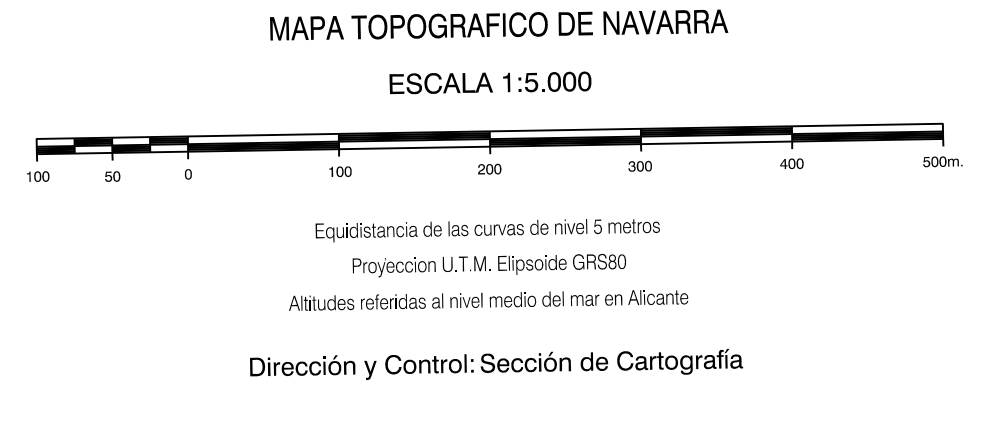 MAPA TOPOGRAFICO DE NAVARRA
ESCALA 1:5.000
100 50 0 100 200 300 400 500m.
Equidistancia de las curvas de nivel 5 metros
Proyeccion U.T.M. Elipsoide GRS80
Altitudes referidas al nivel medio del mar en Alicante
Dirección y Control: Sección de Cartografía